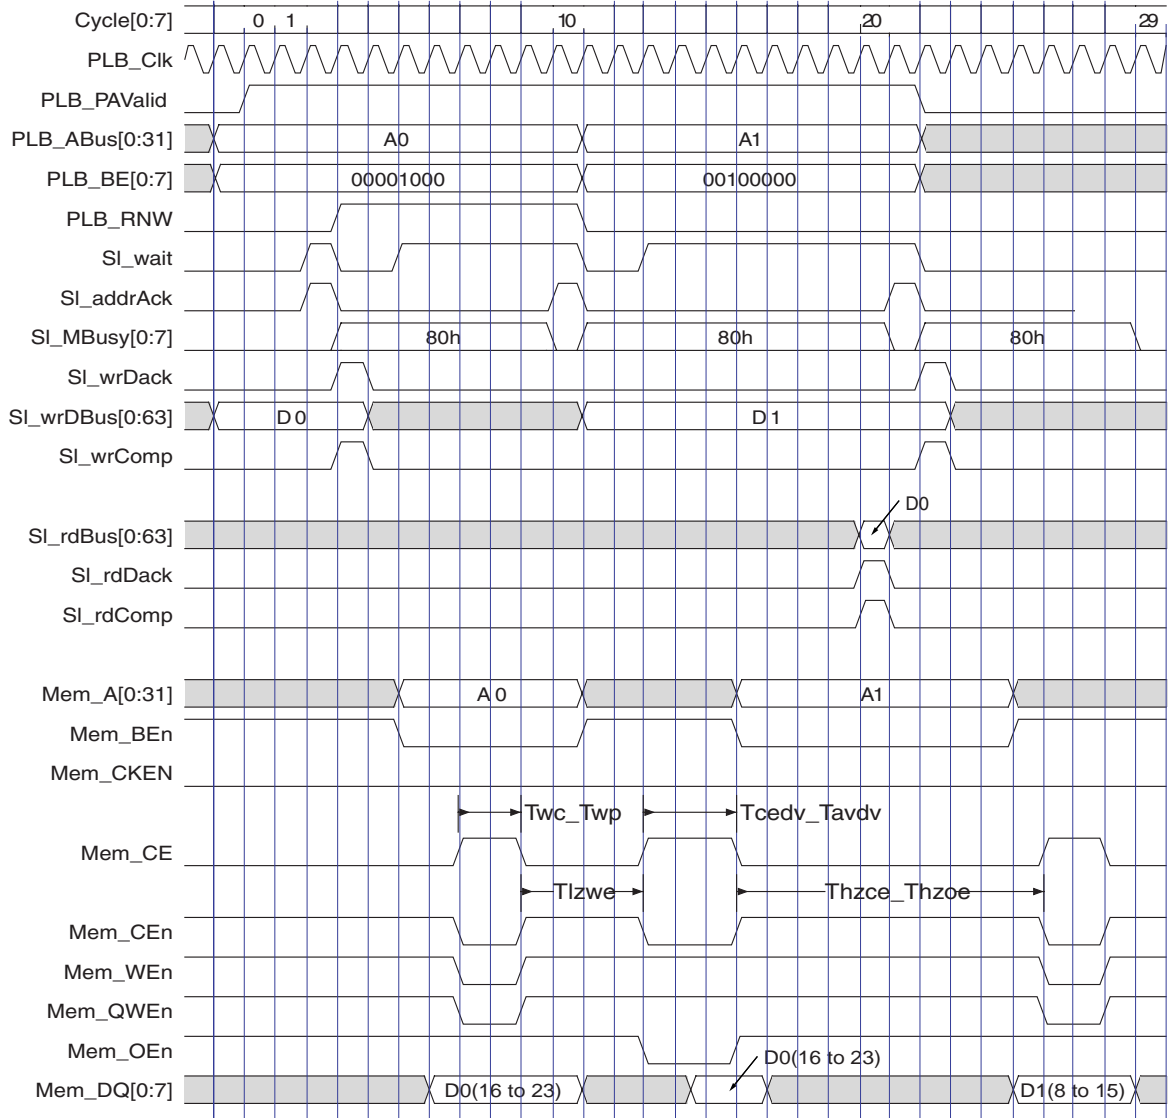 Cycle[0:7] 0 1 10 20 29
PLB_Clk
PLB_PAValid
PLB_ABus[0:31] A0 A1
PLB_BE[0:7] 00001000 00100000
PLB_RNW
Sl_wait
Sl_addrAck
Sl_MBusy[0:7] 80h 80h 80h
Sl_wrDack
Sl_wrDBus[0:63] D0 D1
Sl_wrComp
D0
Sl_rdBus[0:63]
Sl_rdDack
Sl_rdComp
Mem_A[0:31] A0 A1
Mem_BEn
Mem_CKEN
Twc_Twp Tcedv_Tavdv
Mem_CE
Tlzwe Thzce_Thzoe
Mem_CEn
Mem_WEn
Mem_QWEn
Mem_OEn
D0(16 to 23)
Mem_DQ[0:7] D0(16 to 23) D1(8 to 15)